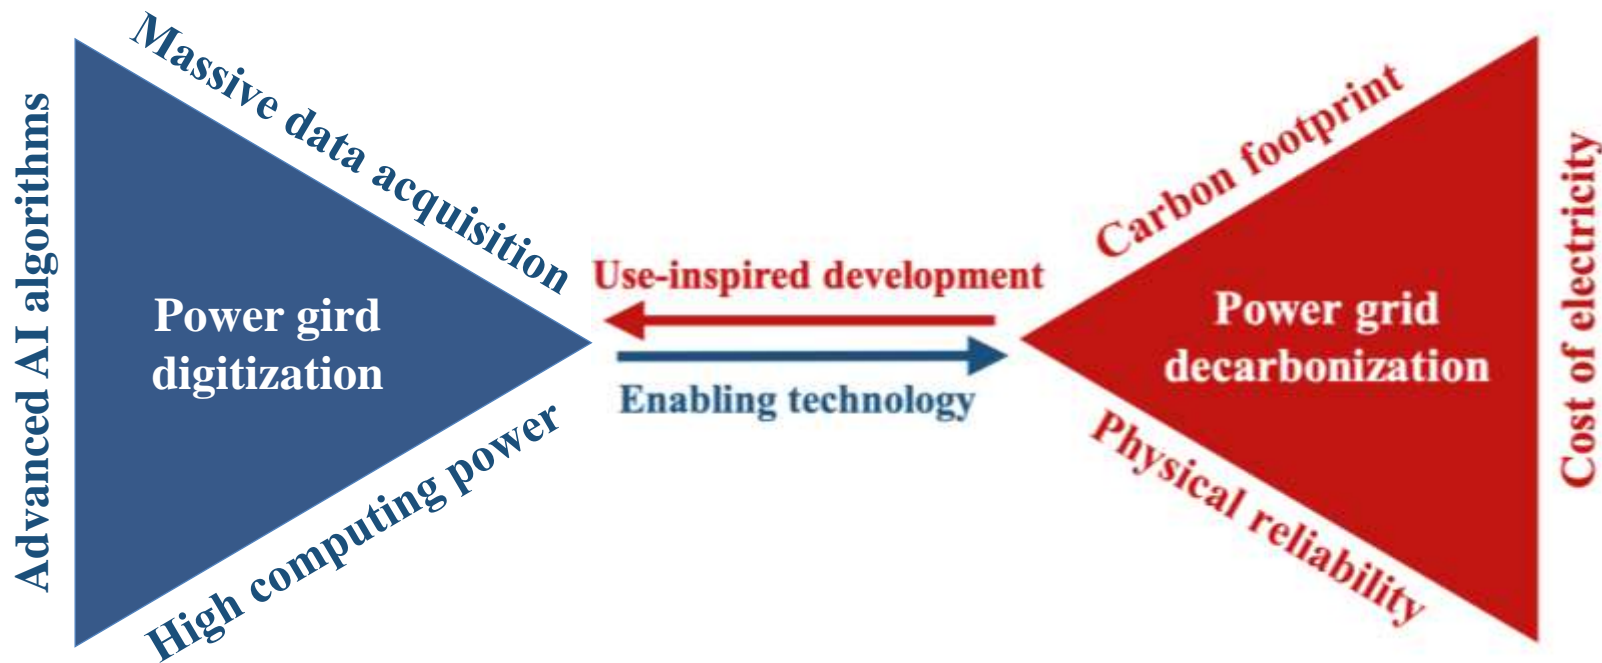 Massive data acquisition
Advanced AI algorithms
Power gird
digitization
High computing power
Use-inspired development
Enabling technology
Carbon footprint
Power grid
decarbonization
Cost of electricity
Physical reliability